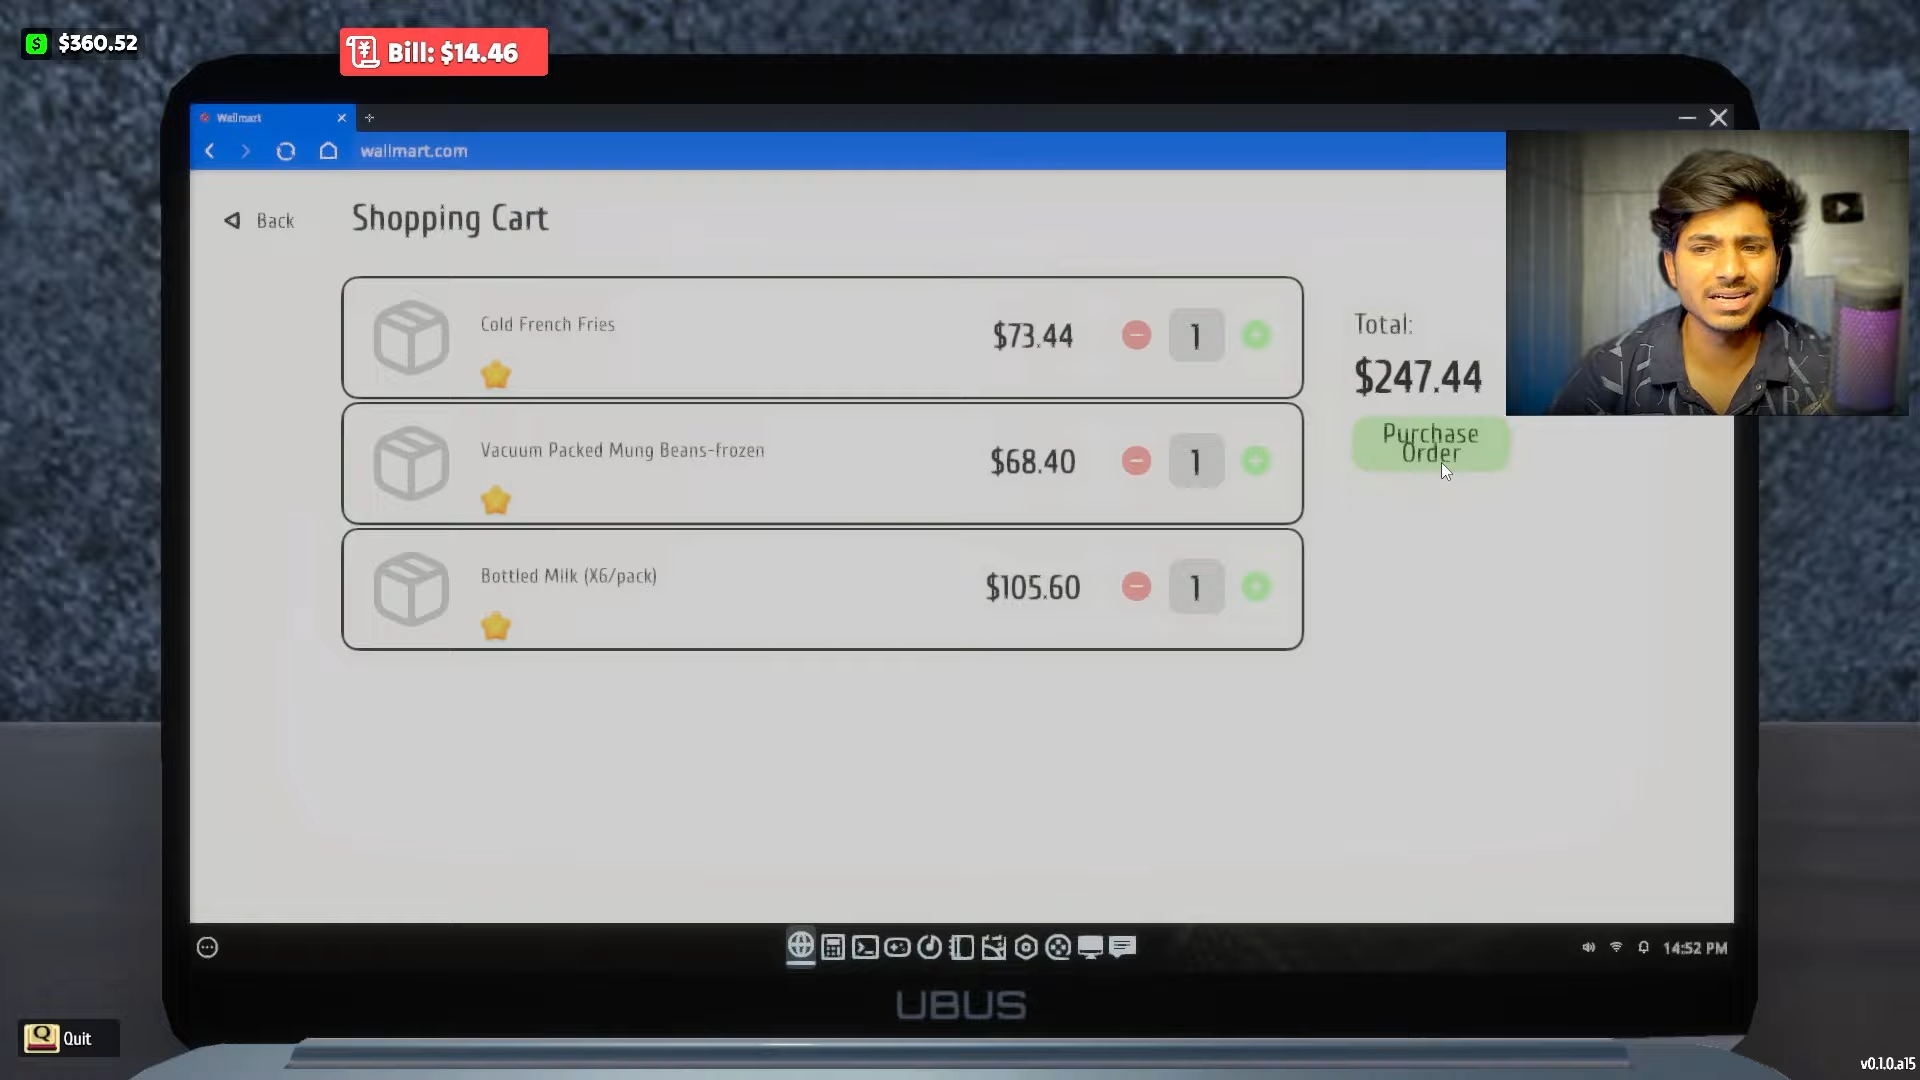 $360.52
Bill: $14.46
Wallmart
wallmart.com
Back
Shopping Cart
Cold French Fries
$73.44
1
Vacuum Packed Mung Beans-frozen
$68.40
1
Bottled Milk (X6/pack)
$105.60
1
Total:
$247.44
Purchase
Order
14:52 PM
UBUS
Q Quit
v0.1.0.a15